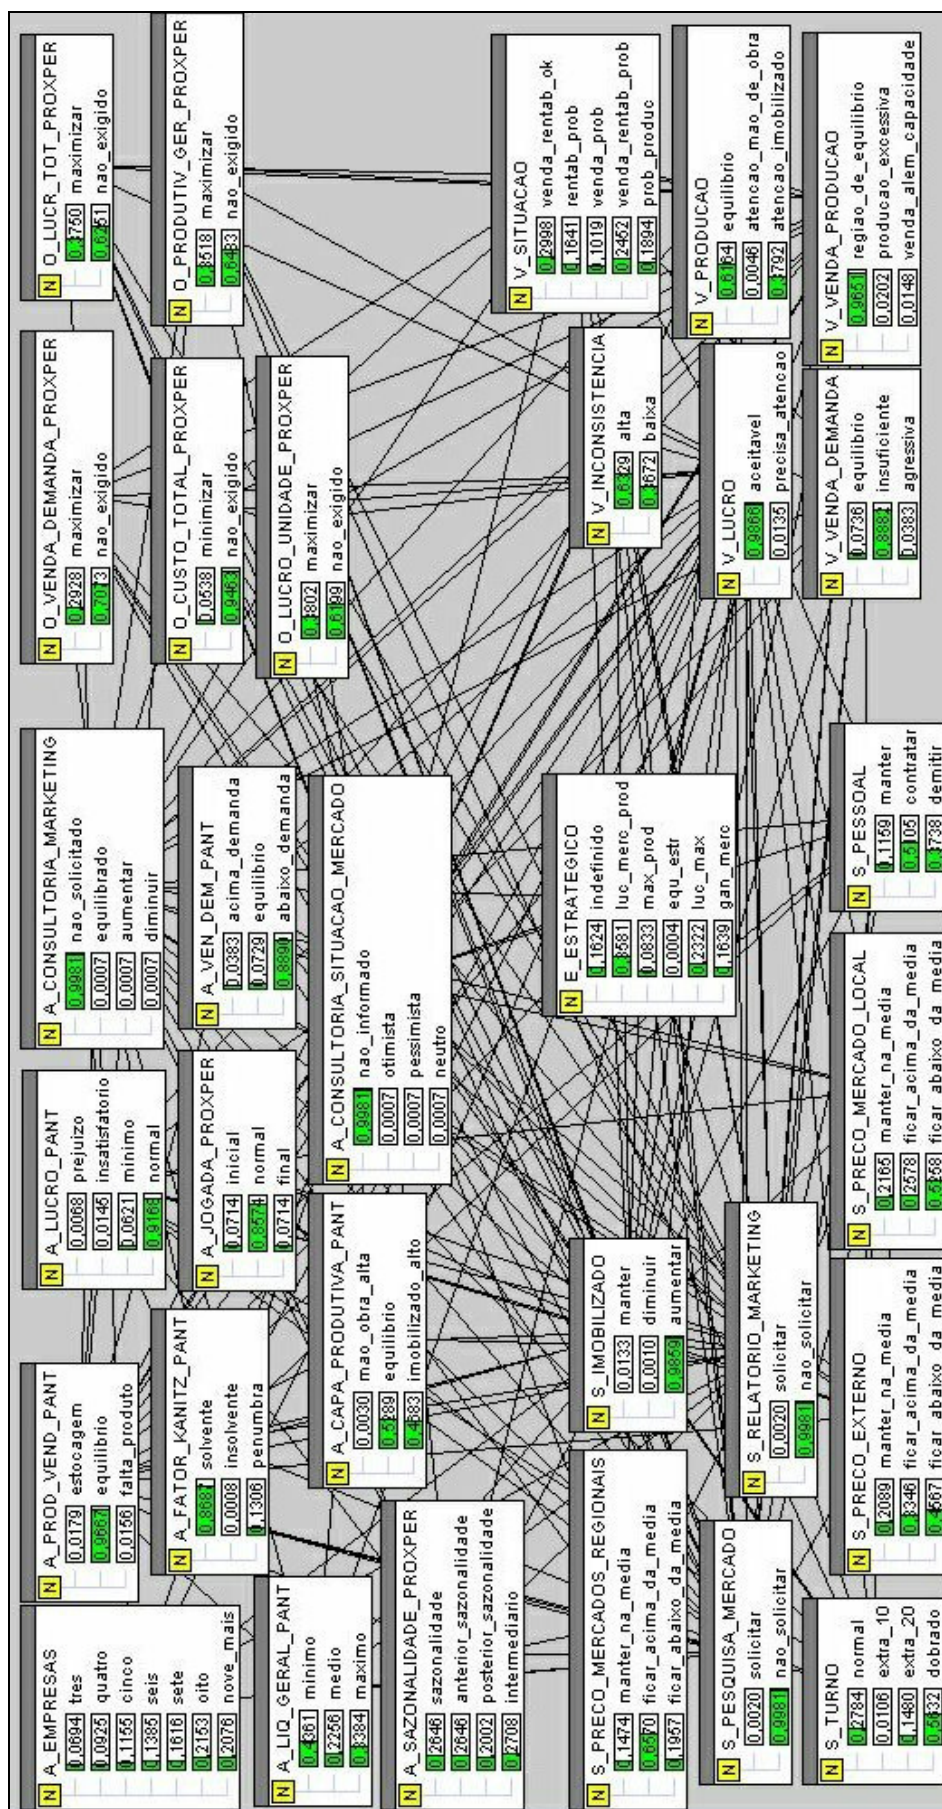 N A_EMPRESAS
0,0694 tres
0,0925 quatro
0,1155 cinco
0,1385 seis
0,1616 sete
0,2153 oito
0,2076 nove_mais
N A_PROD_VEND_PANT
0,0179 estocagem
0,9667 equilibrio
0,0156 falta_produto
N A_LUCRO_PANT
0,0068 prejuizo
0,0145 insatisfatorio
0,0621 minimo
0,9168 normal
N A_CONSULTORIA_MARKETING
0,9981 nao_solicitado
0,0007 equilibrado
0,0007 aumentar
0,0007 diminuir
N O_VENDA_DEMANDA_PROXPER
0,2928 maximizar
0,7073 nao_exigido
N O_LUCR_TOT_PROXPER
0,3750 maximizar
0,6251 nao_exigido
N A_FATOR_KANITZ_PANT
0,8687 solvente
0,0008 insolvente
0,1306 penumbra
N A_JOGADA_PROXPER
0,0714 inicial
0,8574 normal
0,0714 final
N A_VEN_DEM_PANT
0,0383 acima_demanda
0,0729 equilibrio
0,8890 abaixo_demanda
N O_CUSTO_TOTAL_PROXPER
0,0538 minimizar
0,9463 nao_exigido
N O_PRODUTIV_GER_PROXPER
0,3518 maximizar
0,6483 nao_exigido
N A_LIQ_GERAL_PANT
0,4361 minimo
0,2256 medio
0,3384 maximo
N O_LUCRO_UNIDADE_PROXPER
0,3802 maximizar
0,6199 nao_exigido
N A_CAPA_PRODUTIVA_PANT
0,0030 mao_obra_alta
0,5289 equilibrio
0,4683 imobilizado_alto
N A_CONSULTORIA_SITUACAO_MERCADO
0,9981 nao_informado
0,0007 otimista
0,0007 pessimista
0,0007 neutro
N A_SAZONALIDADE_PROXPER
0,2646 sazonalidade
0,2646 anterior_sazonalidade
0,2002 posterior_sazonalidade
0,2708 intermediario
N V_SITUACAO
0,2998 venda_rentab_ok
0,1641 rentab_prob
0,1019 venda_prob
0,2452 venda_rentab_prob
0,1894 prob_produc
N E_ESTRATEGICO
0,1624 indefinido
0,3581 luc_merc_prod
0,0833 max_prod
0,0004 equ_estr
0,2322 luc_max
0,1639 gan_merc
N S_PRECO_MERCADOS_REGIONAIS
0,1474 manter_na_media
0,6570 ficar_acima_da_media
0,1957 ficar_abaixo_da_media
N S_IMOBILIZADO
0,0133 manter
0,0010 diminuir
0,9859 aumentar
N V_INCONSISTENCIA
0,6329 alta
0,3672 baixa
N V_PRODUCAO
0,6164 equilibrio
0,0046 atencao_mao_de_obra
0,3792 atencao_imobilizado
N S_PESQUISA_MERCADO
0,0020 solicitar
0,9981 nao_solicitar
N S_RELATORIO_MARKETING
0,0020 solicitar
0,9981 nao_solicitar
N V_LUCRO
0,9866 aceitavel
0,0135 precisa_atencao
N S_TURNO
0,2784 normal
0,0106 extra_10
0,1480 extra_20
0,5632 dobrado
N S_PRECO_EXTERNO
0,2089 manter_na_media
0,3346 ficar_acima_da_media
0,4567 ficar_abaixo_da_media
N S_PRECO_MERCADO_LOCAL
0,2165 manter_na_media
0,2578 ficar_acima_da_media
0,5258 ficar_abaixo_da_media
N S_PESSOAL
0,1159 manter
0,5105 contratar
0,3738 demitir
N V_VENDA_DEMANDA
0,0736 equilibrio
0,8882 insuficiente
0,0383 agressiva
N V_VENDA_PRODUCAO
0,9651 regiao_de_equilibrio
0,0202 producao_excessiva
0,0148 venda_alem_capacidade